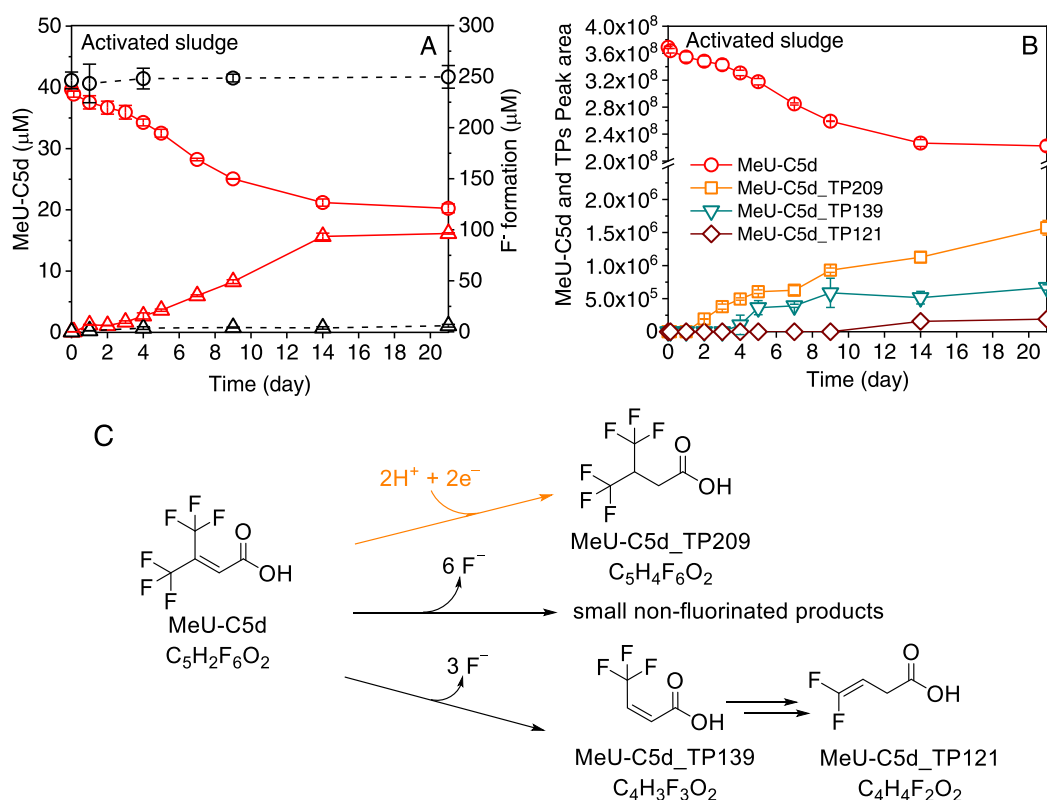 Activated sludge
A
MeU-C5d (μM)
50
40
30
20
10
0
F⁻ formation (μM)
300
250
200
150
100
50
0
0 2 4 6 8 10 12 14 16 18 20
Time (day)
Activated sludge
B
MeU-C5d and TPs Peak area
4.0x10⁸
3.6x10⁸
3.2x10⁸
2.8x10⁸
2.4x10⁸
2.0x10⁸
2.0x10⁶
1.5x10⁶
1.0x10⁶
5.0x10⁵
0
MeU-C5d
MeU-C5d_TP209
MeU-C5d_TP139
MeU-C5d_TP121
0 2 4 6 8 10 12 14 16 18 20
Time (day)
C
F
F F
F
F
F
O
OH
MeU-C5d
C₅H₂F₆O₂
2H⁺ + 2e⁻
F
F F
F
F
F
O
OH
MeU-C5d_TP209
C₅H₄F₆O₂
6 F⁻
small non-fluorinated products
3 F⁻
F
F F
O
OH
MeU-C5d_TP139
C₄H₃F₃O₂
F
F
O
OH
MeU-C5d_TP121
C₄H₄F₂O₂